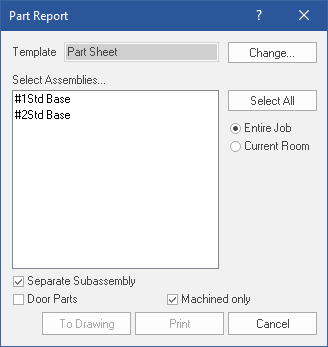 Part Report
? ×
Template Part Sheet Change...
Select Assemblies...
#1Std Base
#2Std Base
Select All
Entire Job
Current Room
Separate Subassembly
Door Parts Machined only
To Drawing Print Cancel